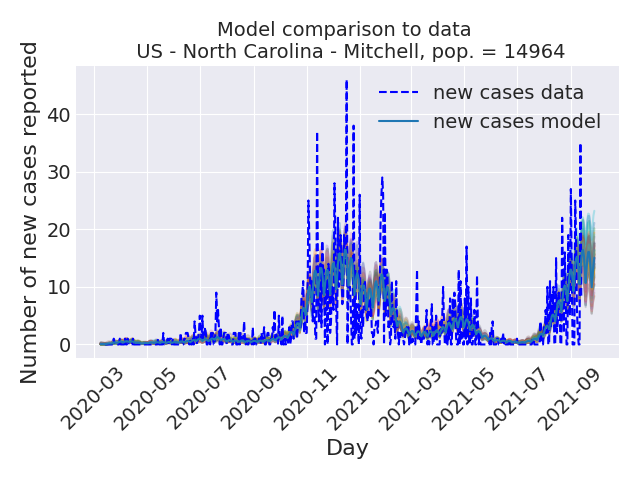 Model comparison to data
US - North Carolina - Mitchell, pop. = 14964
Number of new cases reported
40
30
20
10
0
new cases data
new cases model
2020-03
2020-05
2020-07
2020-09
2020-11
2021-01
2021-03
2021-05
2021-07
2021-09
Day